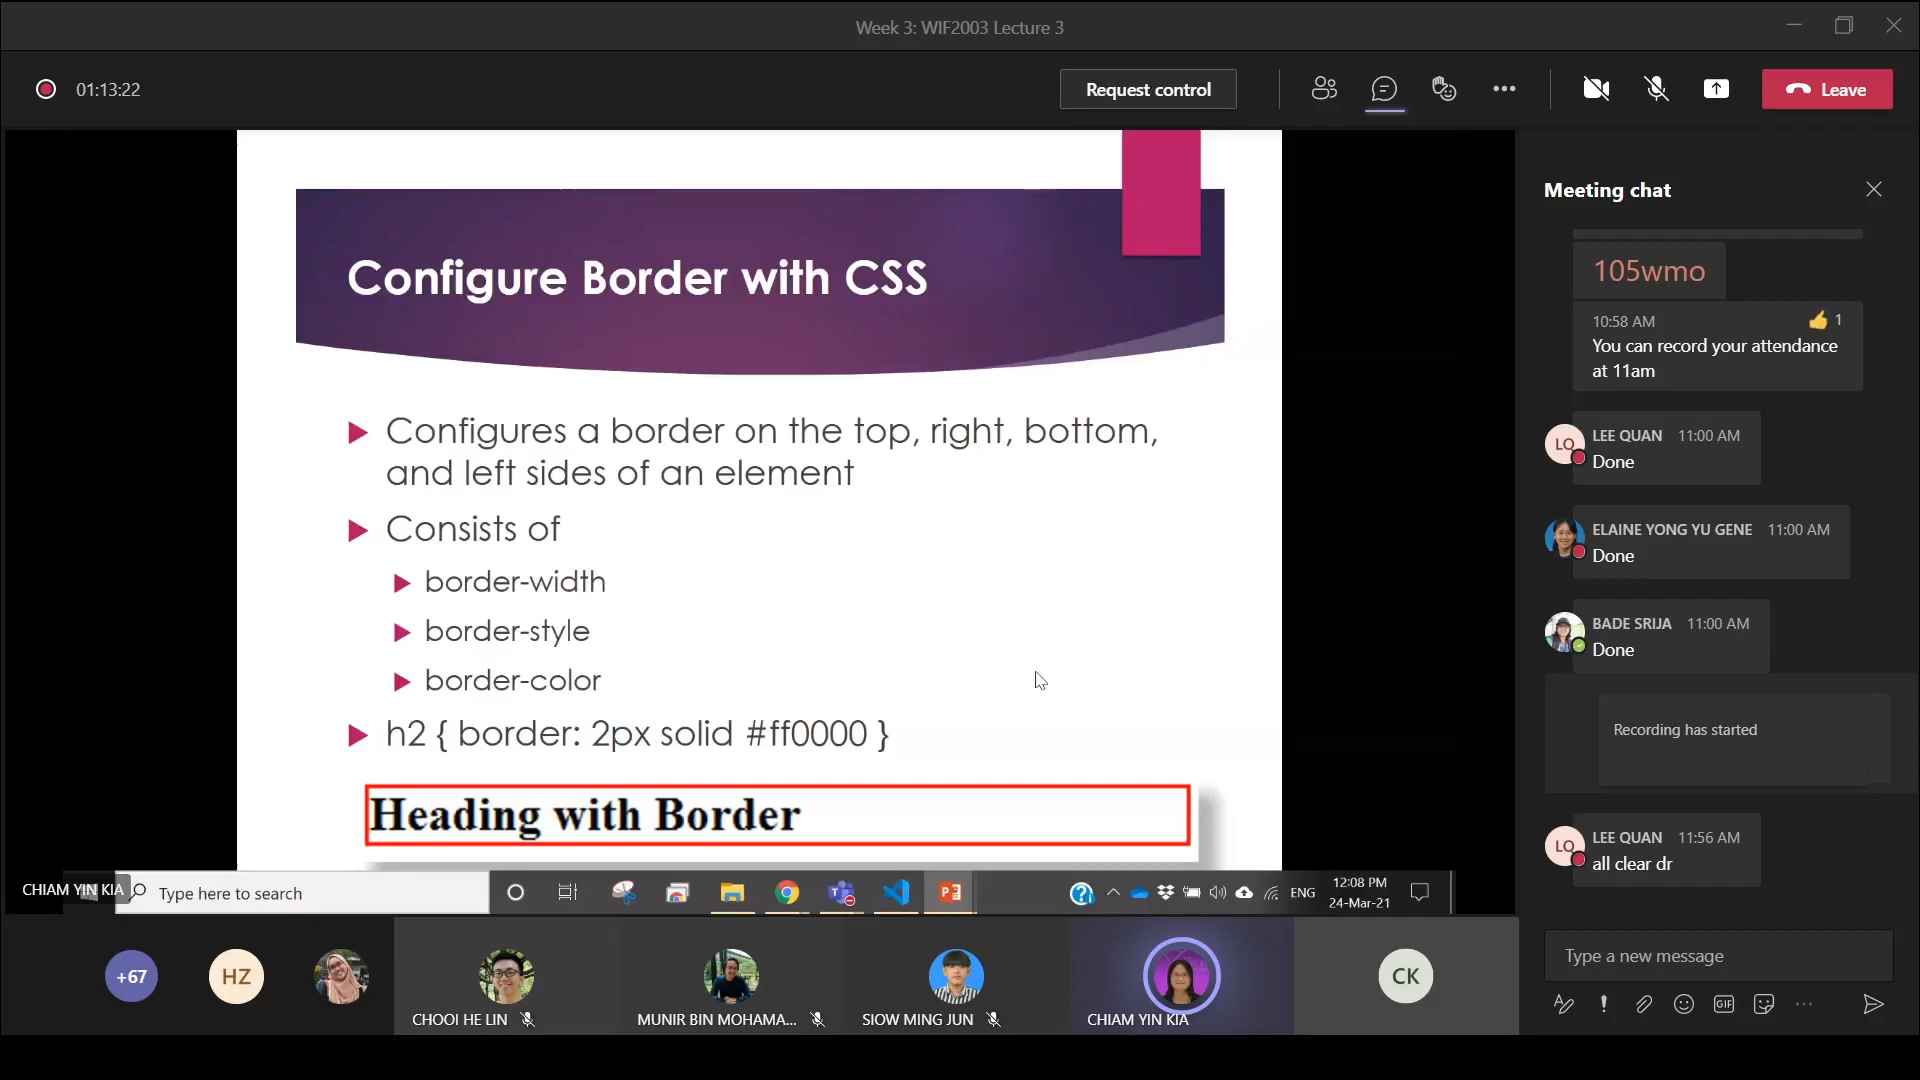 Week 3: WIF2003 Lecture 3
01:13:22
Request control
Leave
Configure Border with CSS
Configures a border on the top, right, bottom,
and left sides of an element
Consists of
border-width
border-style
border-color
h2 { border: 2px solid #ff0000 }
Heading with Border
CHIAM YIN KIA
Type here to search
ENG
12:08 PM
24-Mar-21
+67
HZ
CK
CHOOI HE LIN
MUNIR BIN MOHAMA...
SIOW MING JUN
CHIAM YIN KIA
Meeting chat
105wmo
10:58 AM
1
You can record your attendance
at 11am
LQ
LEE QUAN 11:00 AM
Done
ELAINE YONG YU GENE 11:00 AM
Done
BADE SRIJA 11:00 AM
Done
Recording has started
LQ
LEE QUAN 11:56 AM
all clear dr
Type a new message
GIF